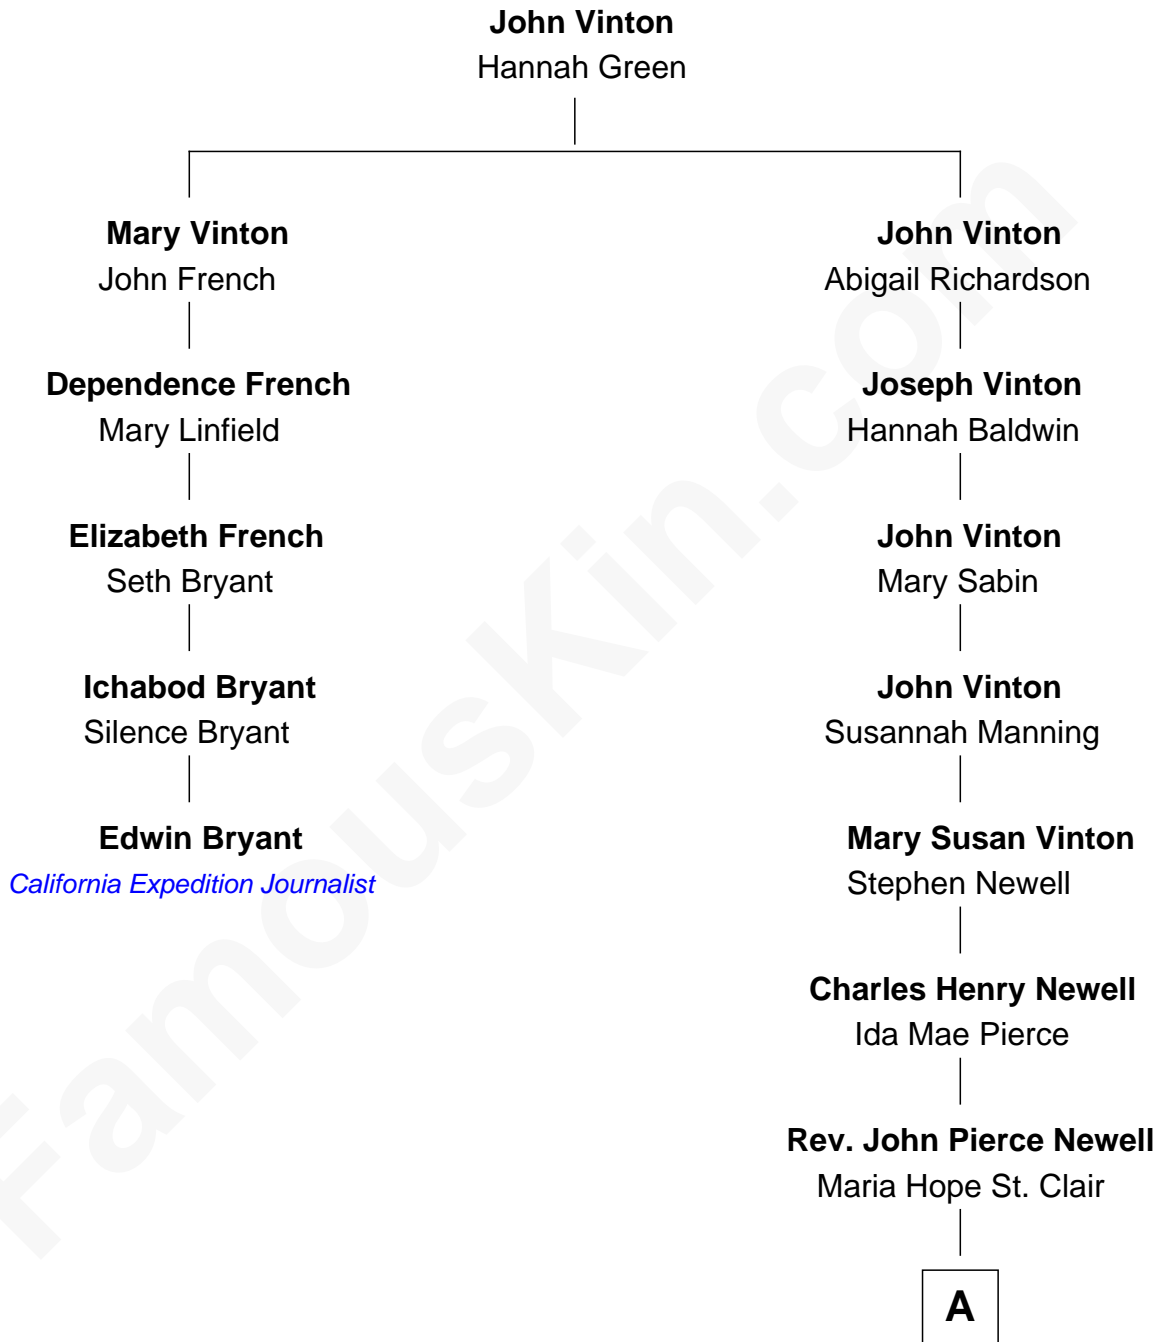 John Vinton
Hannah Green
Mary Vinton
John French
John Vinton
Abigail Richardson
Dependence French
Mary Linfield
Joseph Vinton
Hannah Baldwin
Elizabeth French
Seth Bryant
John Vinton
Mary Sabin
Ichabod Bryant
Silence Bryant
John Vinton
Susannah Manning
Edwin Bryant
California Expedition Journalist
Mary Susan Vinton
Stephen Newell
Charles Henry Newell
Ida Mae Pierce
Rev. John Pierce Newell
Maria Hope St. Clair
A
FamousKin.com